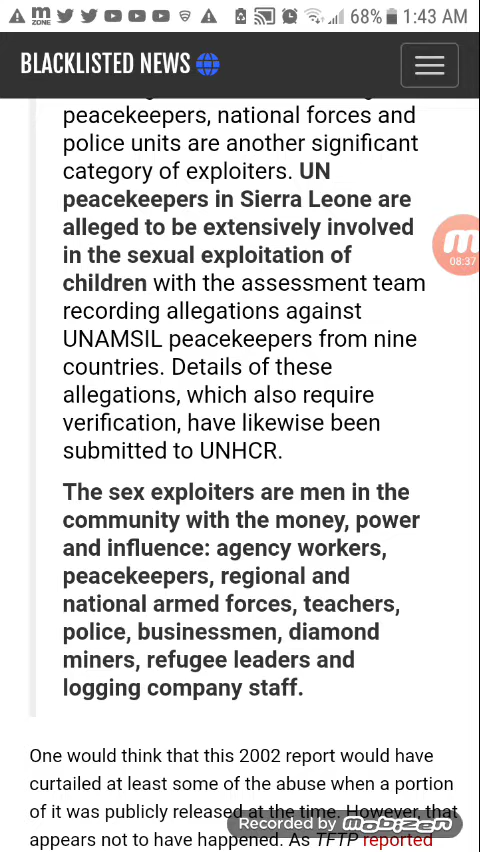 m
ZONE
68%
1:43 AM
BLACKLISTED NEWS
peacekeepers, national forces and
police units are another significant
category of exploiters. UN
peacekeepers in Sierra Leone are
alleged to be extensively involved
in the sexual exploitation of
children with the assessment team
recording allegations against
UNAMSIL peacekeepers from nine
countries. Details of these
allegations, which also require
verification, have likewise been
submitted to UNHCR.
m
08:37
The sex exploiters are men in the
community with the money, power
and influence: agency workers,
peacekeepers, regional and
national armed forces, teachers,
police, businessmen, diamond
miners, refugee leaders and
logging company staff.
One would think that this 2002 report would have
curtailed at least some of the abuse when a portion
of it was publicly released at the time. However, that
appears not to have happened. As TFTP reported
Recorded by mobizen